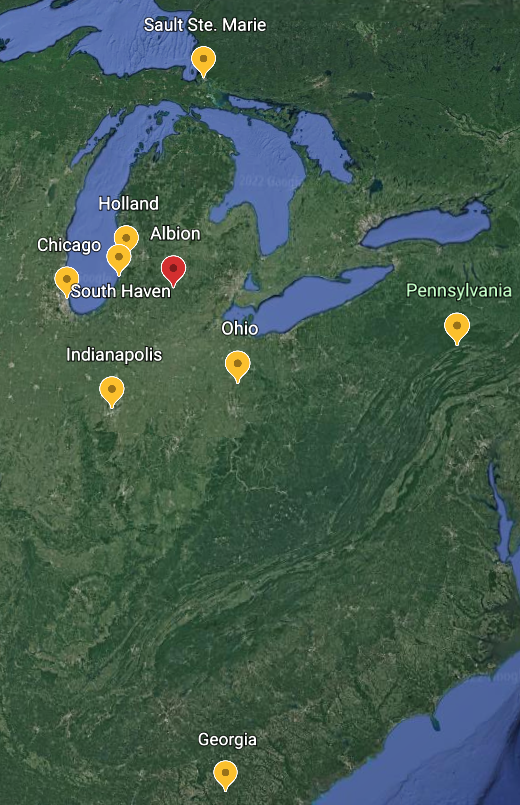 Sault Ste. Marie
Holland
Albion
Chicago
South Haven
Pennsylvania
Ohio
Indianapolis
Georgia